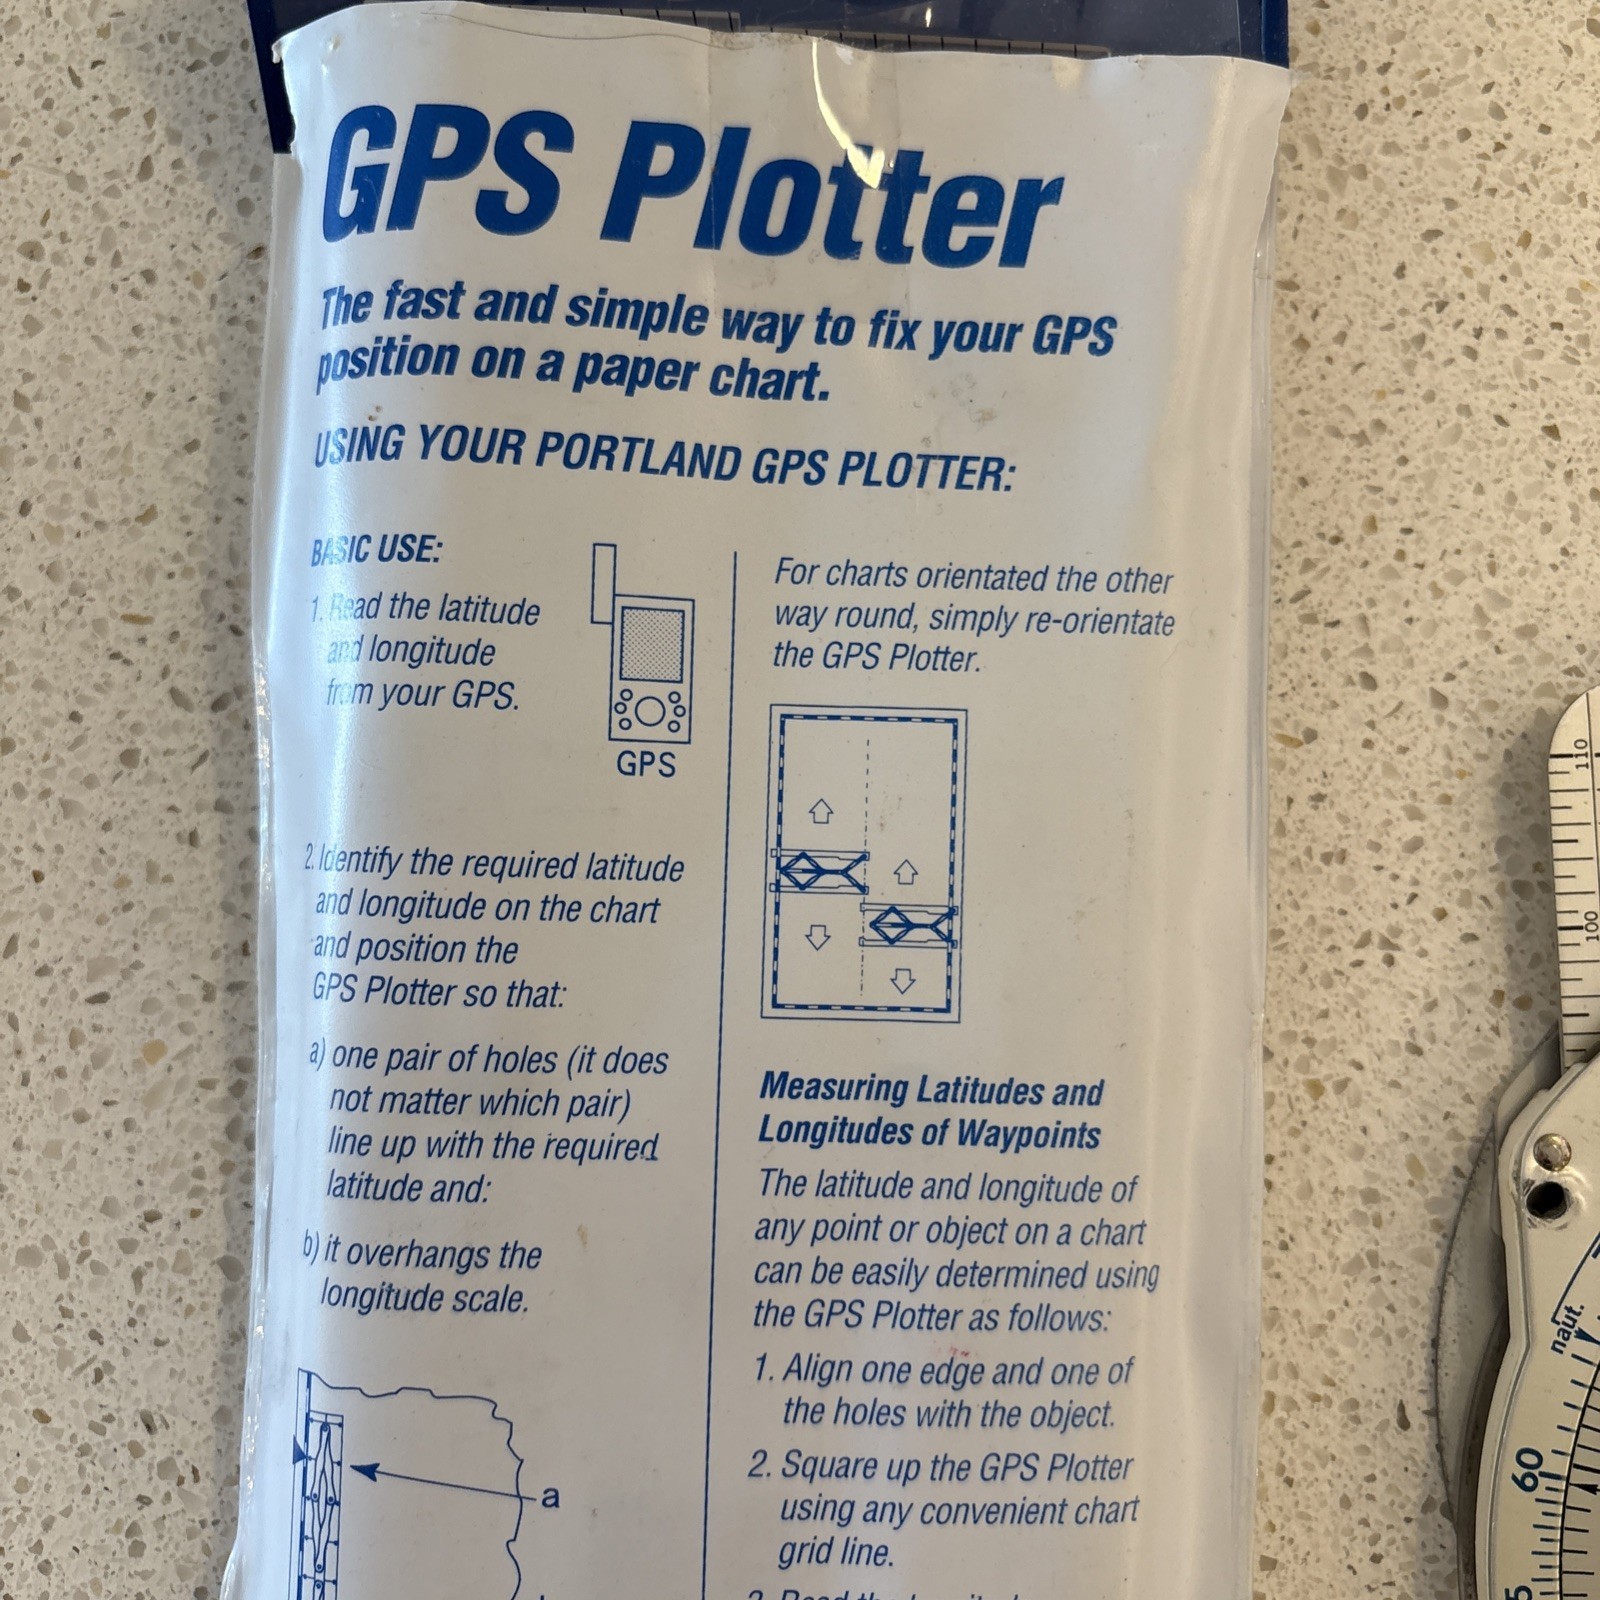 GPS Plotter
The fast and simple way to fix your GPS
position on a paper chart.
USING YOUR PORTLAND GPS PLOTTER:
BASIC USE:
1. Read the latitude
and longitude
from your GPS.
GPS
2. Identify the required latitude
and longitude on the chart
and position the
GPS Plotter so that:
a) one pair of holes (it does
not matter which pair)
line up with the required
latitude and:
b) it overhangs the
longitude scale.
a
For charts orientated the other
way round, simply re-orientate
the GPS Plotter.
Measuring Latitudes and
Longitudes of Waypoints
The latitude and longitude of
any point or object on a chart
can be easily determined using
the GPS Plotter as follows:
1. Align one edge and one of
the holes with the object.
2. Square up the GPS Plotter
using any convenient chart
grid line.
110
100
naut.
60